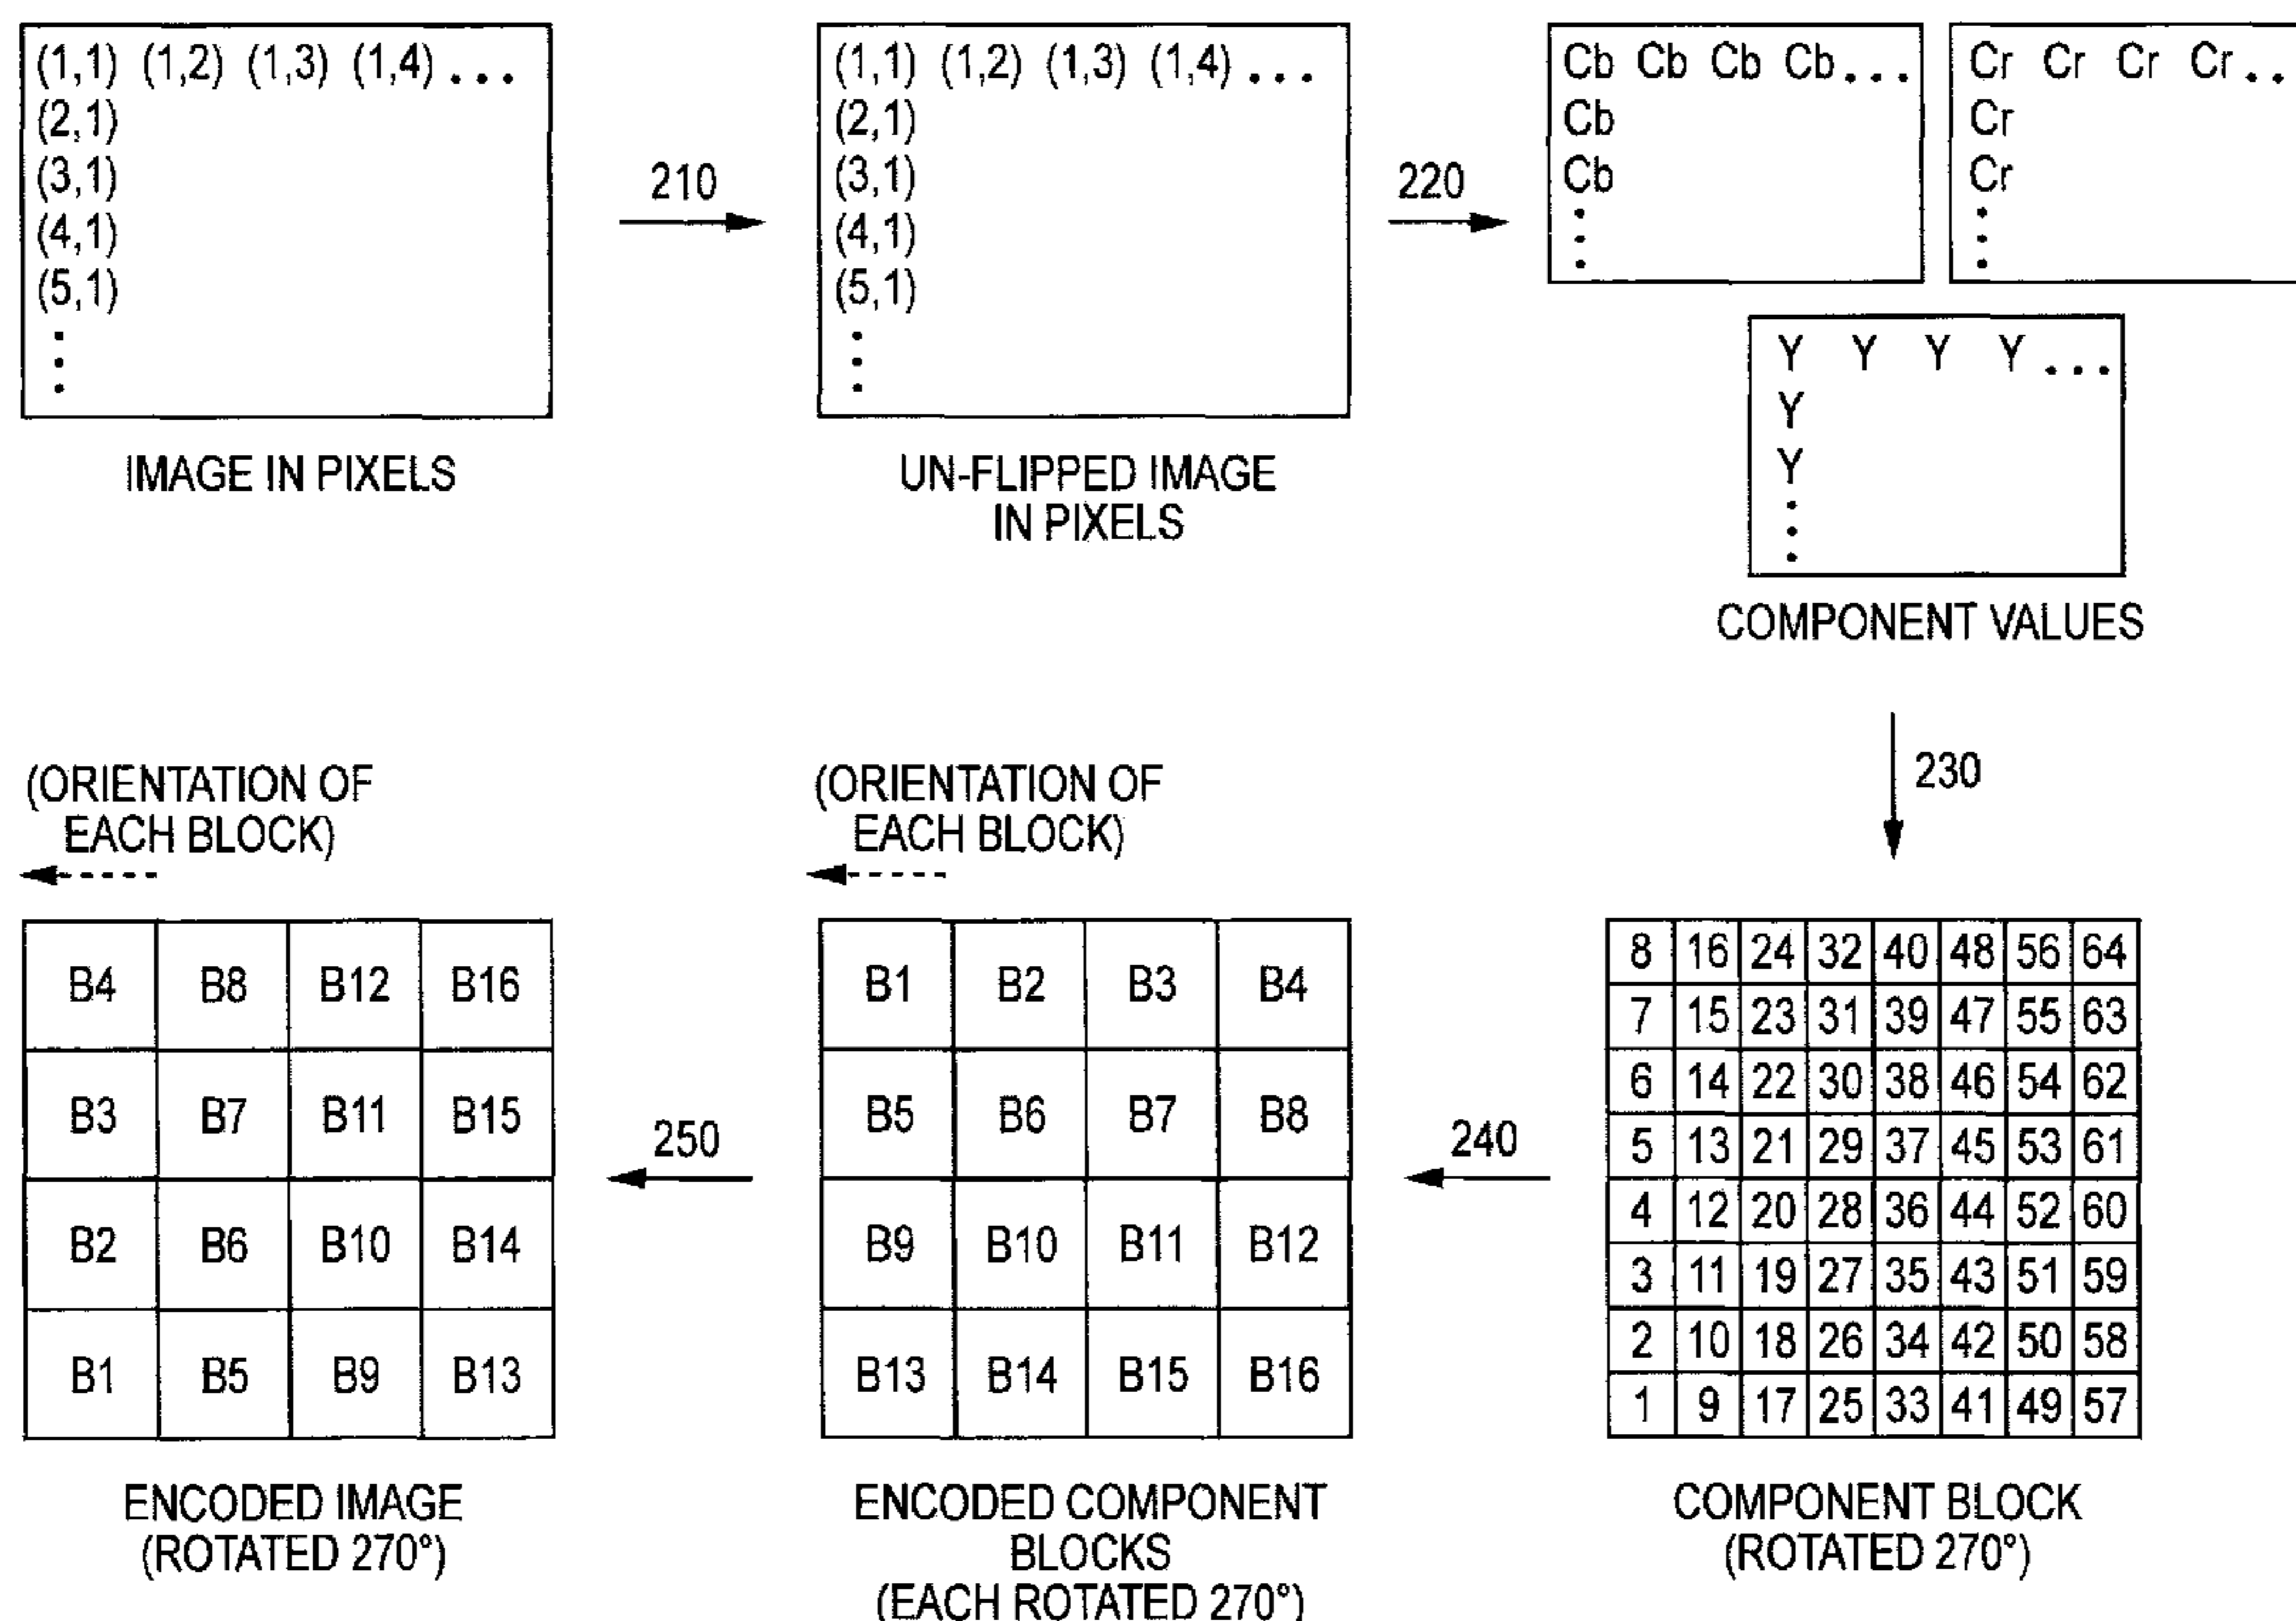 (1,1) (1,2) (1,3) (1,4) ...
(2,1)
(3,1)
(4,1)
(5,1)
IMAGE IN PIXELS
210
(1,1) (1,2) (1,3) (1,4) ...
(2,1)
(3,1)
(4,1)
(5,1)
UN-FLIPPED IMAGE
IN PIXELS
220
Cb Cb Cb Cb...
Cb
Cb
Cr Cr Cr Cr..
Cr
Cr
Y Y Y Y...
Y
Y
COMPONENT VALUES
230
(ORIENTATION OF
EACH BLOCK)
B4 B8 B12 B16
B3 B7 B11 B15
B2 B6 B10 B14
B1 B5 B9 B13
ENCODED IMAGE
(ROTATED 270°)
250
(ORIENTATION OF
EACH BLOCK)
B1 B2 B3 B4
B5 B6 B7 B8
B9 B10 B11 B12
B13 B14 B15 B16
ENCODED COMPONENT
BLOCKS
(EACH ROTATED 270°)
240
8 16 24 32 40 48 56 64
7 15 23 31 39 47 55 63
6 14 22 30 38 46 54 62
5 13 21 29 37 45 53 61
4 12 20 28 36 44 52 60
3 11 19 27 35 43 51 59
2 10 18 26 34 42 50 58
1 9 17 25 33 41 49 57
COMPONENT BLOCK
(ROTATED 270°)